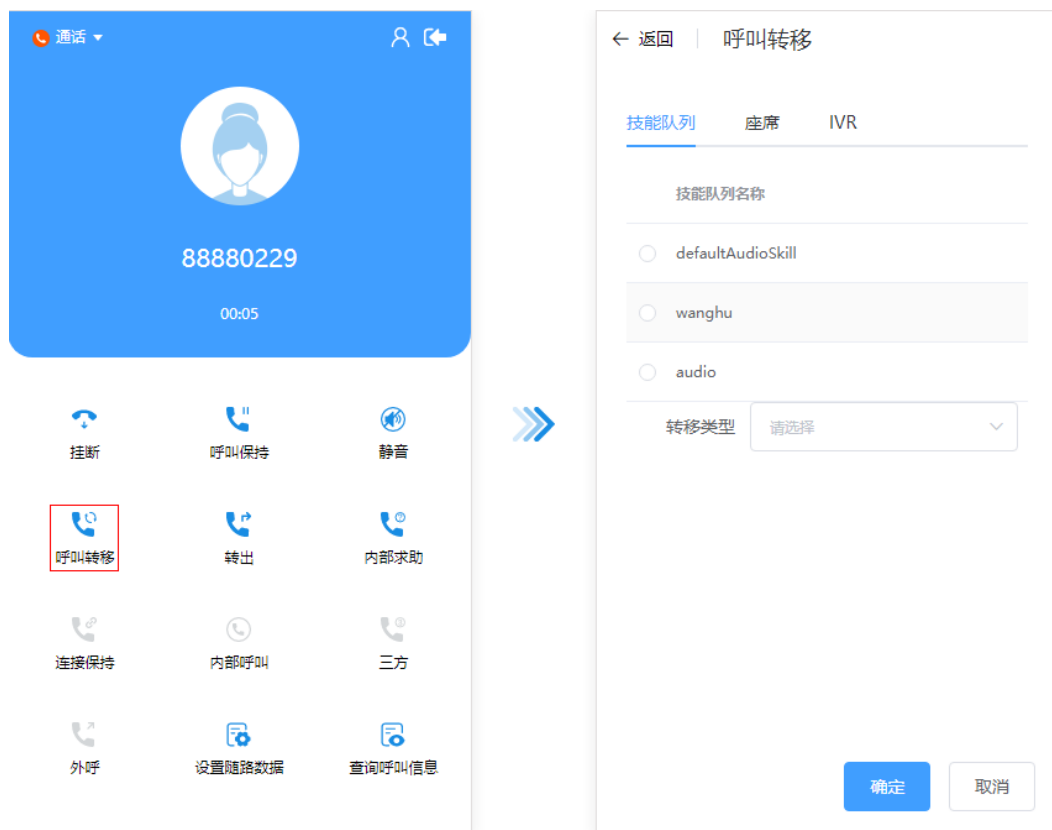 通话
88880229
00:05
挂断
呼叫保持
静音
呼叫转移
转出
内部求助
连接保持
内部呼叫
三方
外呼
设置随路数据
查询呼叫信息
返回
呼叫转移
技能队列
座席
IVR
技能队列名称
defaultAudioSkill
wanghu
audio
转移类型
请选择
确定
取消